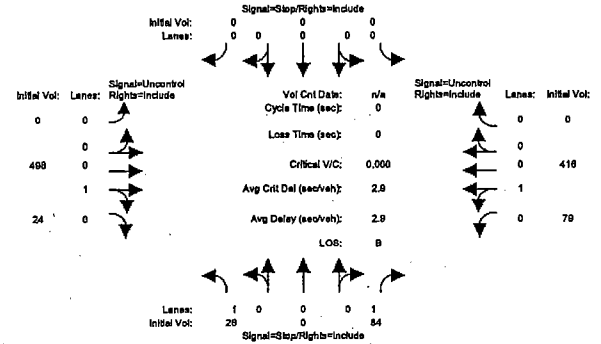 Signal=Stop/Rights=Include
Initial Vol: 0 0 0
Lanes: 0 0 0 0 0
Signal=Uncontrol
Initial Vol: Lanes: Rights=Include
Vol Cnt Date: n/a
Signal=Uncontrol
Rights=Include Lanes: Initial Vol:
Cycle Time (sec): 0
0 0 0 0
Loss Time (sec): 0
0 0
498 0 Critical V/C: 0.000 0 416
1 Avg Crit Del (sec/veh): 2.9 1
24 0 Avg Delay (sec/veh): 2.9 0 79
LOS: B
Lanes: 1 0 0 0 1
Initial Vol: 28 0 84
Signal=Stop/Rights=Include